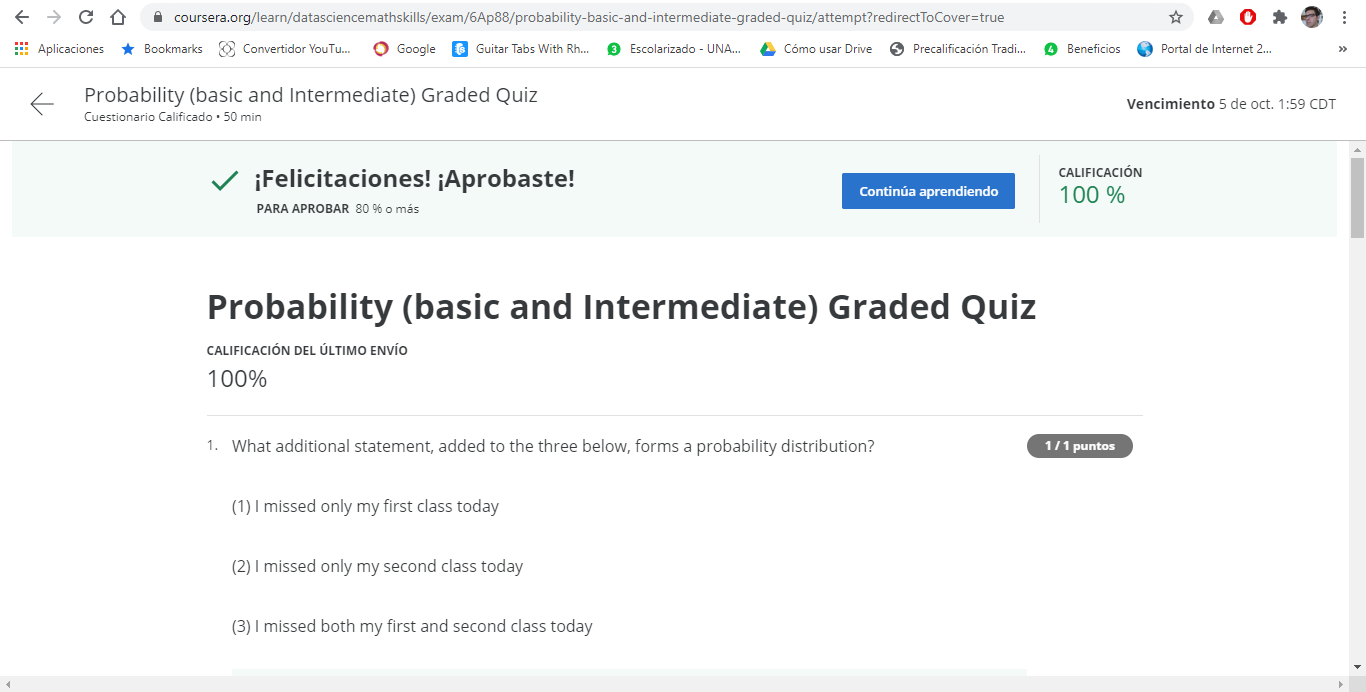 coursera.org/learn/datasciencemathskills/exam/6Ap88/probability-basic-and-intermediate-graded-quiz/attempt?redirectToCover=true
Aplicaciones Bookmarks Convertidor YouTu... Google Guitar Tabs With Rh... 3 Escolarizado - UNA... Cómo usar Drive Precalificación Tradi... 4 Beneficios Portal de Internet 2... »
Probability (basic and Intermediate) Graded Quiz
Cuestionario Calificado • 50 min
Vencimiento 5 de oct. 1:59 CDT
¡Felicitaciones! ¡Aprobaste!
PARA APROBAR 80 % o más
Continúa aprendiendo
CALIFICACIÓN
100 %
Probability (basic and Intermediate) Graded Quiz
CALIFICACIÓN DEL ÚLTIMO ENVÍO
100%
1. What additional statement, added to the three below, forms a probability distribution?
1 / 1 puntos
(1) I missed only my first class today
(2) I missed only my second class today
(3) I missed both my first and second class today